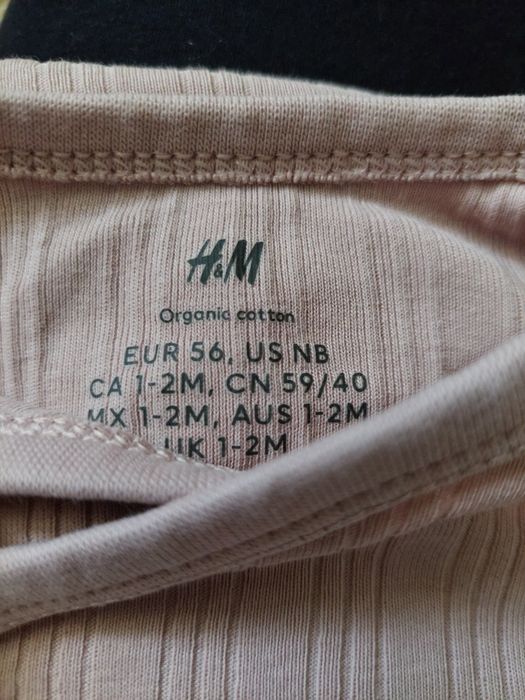 H&M
Organic cotton
EUR 56, US NB
CA 1-2M, CN 59/40
MX 1-2M, AUS 1-2M
UK 1-2M